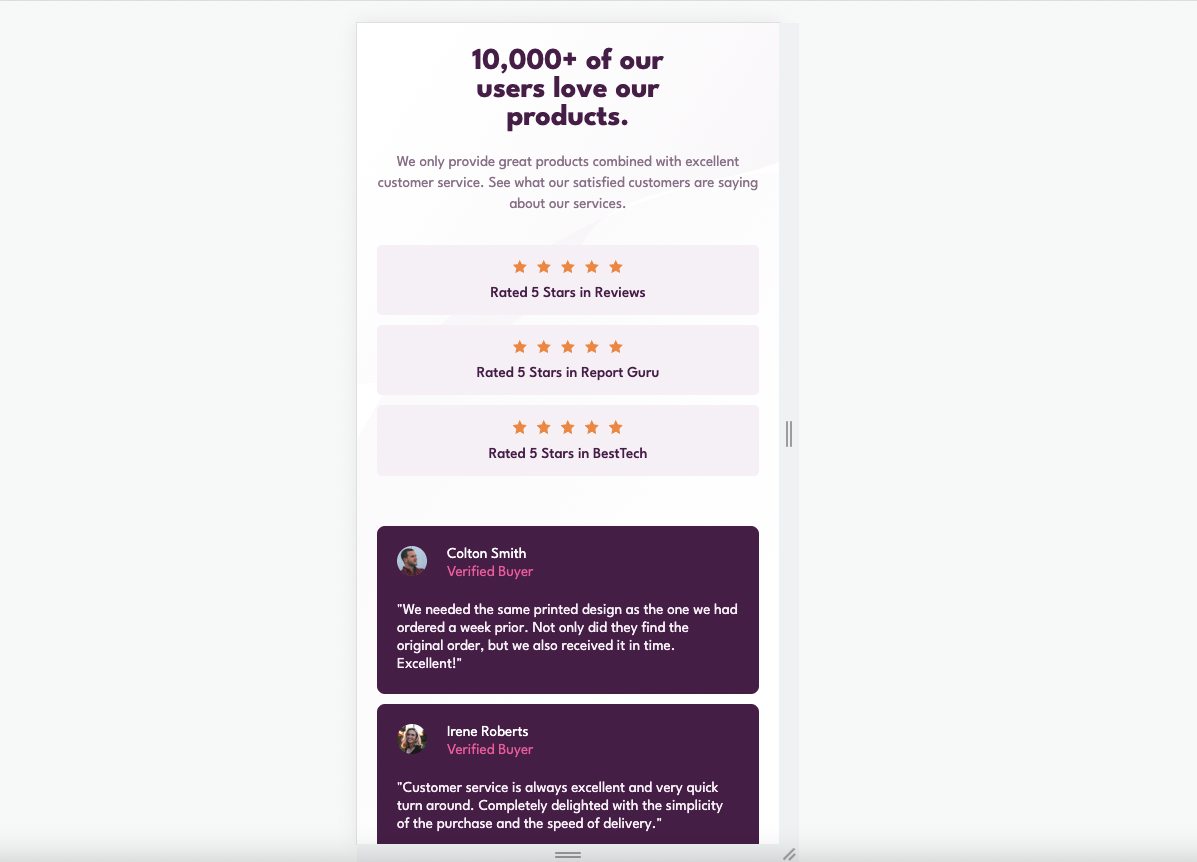 10,000+ of our
users love our
products.
We only provide great products combined with excellent
customer service. See what our satisfied customers are saying
about our services.
Rated 5 Stars in Reviews
Rated 5 Stars in Report Guru
Rated 5 Stars in BestTech
Colton Smith
Verified Buyer
"We needed the same printed design as the one we had
ordered a week prior. Not only did they find the
original order, but we also received it in time.
Excellent!"
Irene Roberts
Verified Buyer
"Customer service is always excellent and very quick
turn around. Completely delighted with the simplicity
of the purchase and the speed of delivery."